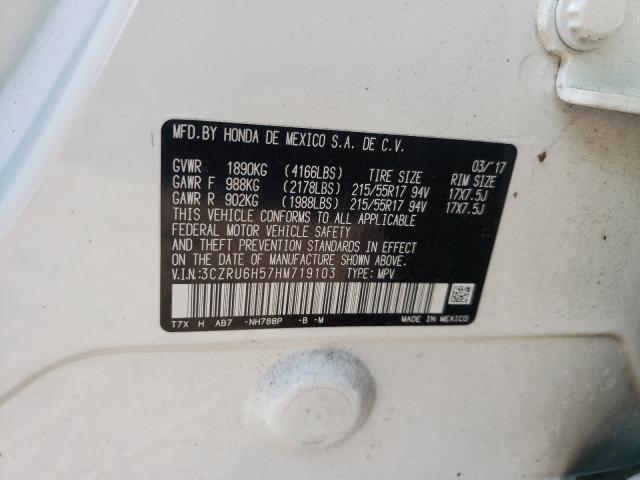 MFD. BY HONDA DE MEXICO S.A. DE C.V.
03/'17
GVWR 1890KG (4166LBS) TIRE SIZE RIM SIZE
GAWR F 988KG (2178LBS) 215/55R17 94V 17X7.5J
GAWR R 902KG (1988LBS) 215/55R17 94V 17X7.5J
THIS VEHICLE CONFORMS TO ALL APPLICABLE
FEDERAL MOTOR VEHICLE SAFETY
AND THEFT PREVENTION STANDARDS IN EFFECT
ON THE DATE OF MANUFACTURE SHOWN ABOVE.
V.I.N:3CZRU6H57HM719103 TYPE: MPV
T7X H AB7 -NH788P -B -M MADE IN MEXICO